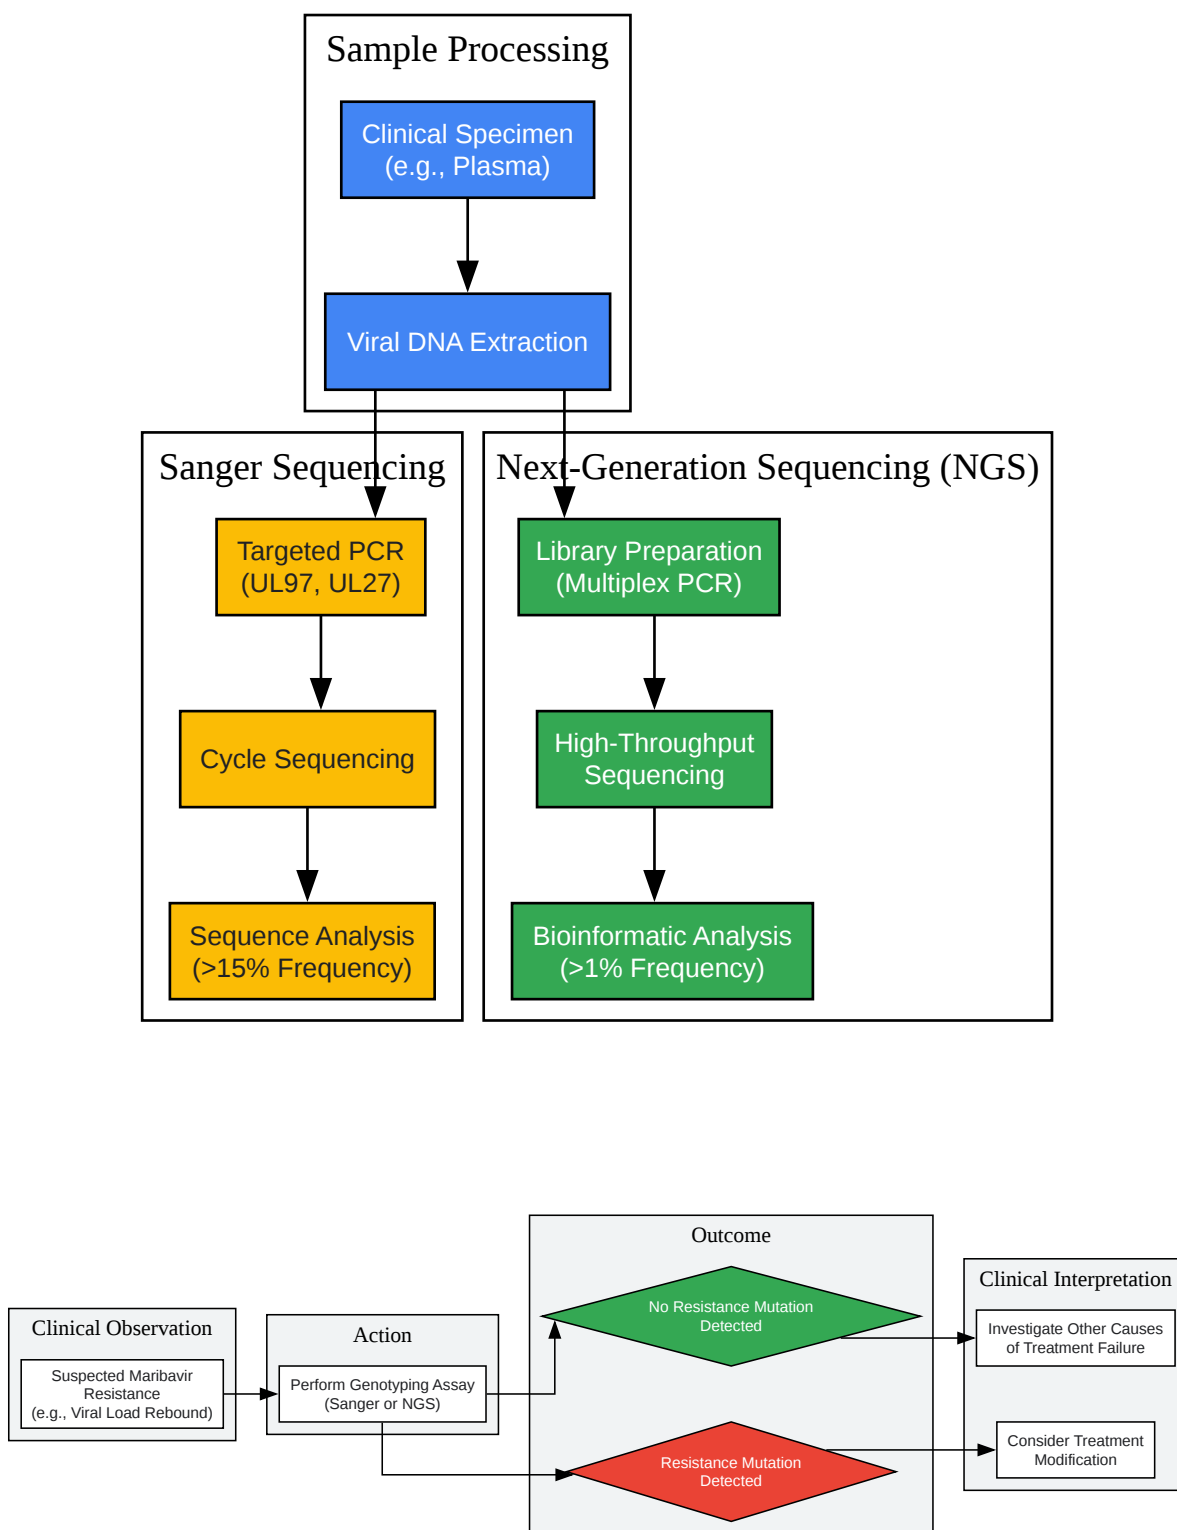 Sample Processing
Clinical Specimen
(e.g., Plasma)
Viral DNA Extraction
Sanger Sequencing
Targeted PCR
(UL97, UL27)
Cycle Sequencing
Sequence Analysis
(>15% Frequency)
Next-Generation Sequencing (NGS)
Library Preparation
(Multiplex PCR)
High-Throughput
Sequencing
Bioinformatic Analysis
(>1% Frequency)
Clinical Observation
Suspected Maribavir
Resistance
(e.g., Viral Load Rebound)
Action
Perform Genotyping Assay
(Sanger or NGS)
Outcome
No Resistance Mutation
Detected
Resistance Mutation
Detected
Clinical Interpretation
Investigate Other Causes
of Treatment Failure
Consider Treatment
Modification